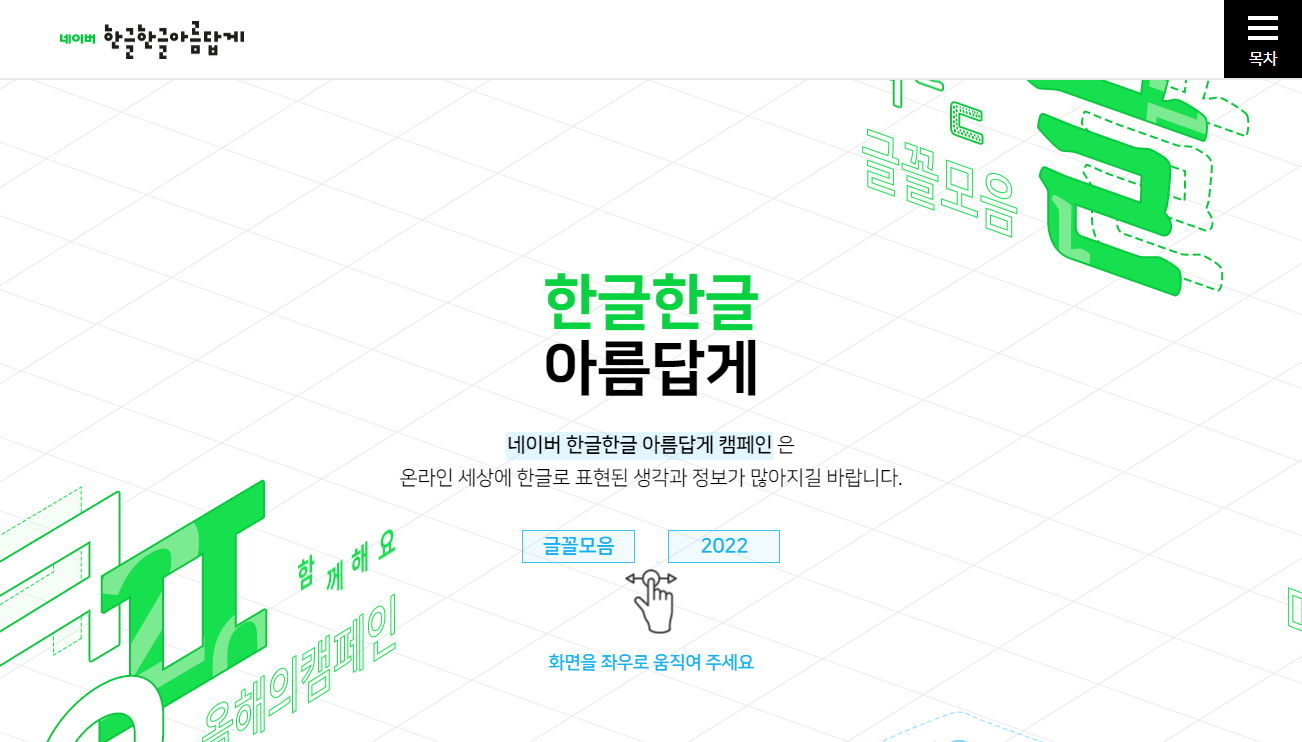 네이버 한글한글아름답게
목차
글꼴모음
한글한글
아름답게
네이버 한글한글 아름답게 캠페인 은
온라인 세상에 한글로 표현된 생각과 정보가 많아지길 바랍니다.
글꼴모음 2022
함께해요
화면을 좌우로 움직여 주세요
올해의캠페인